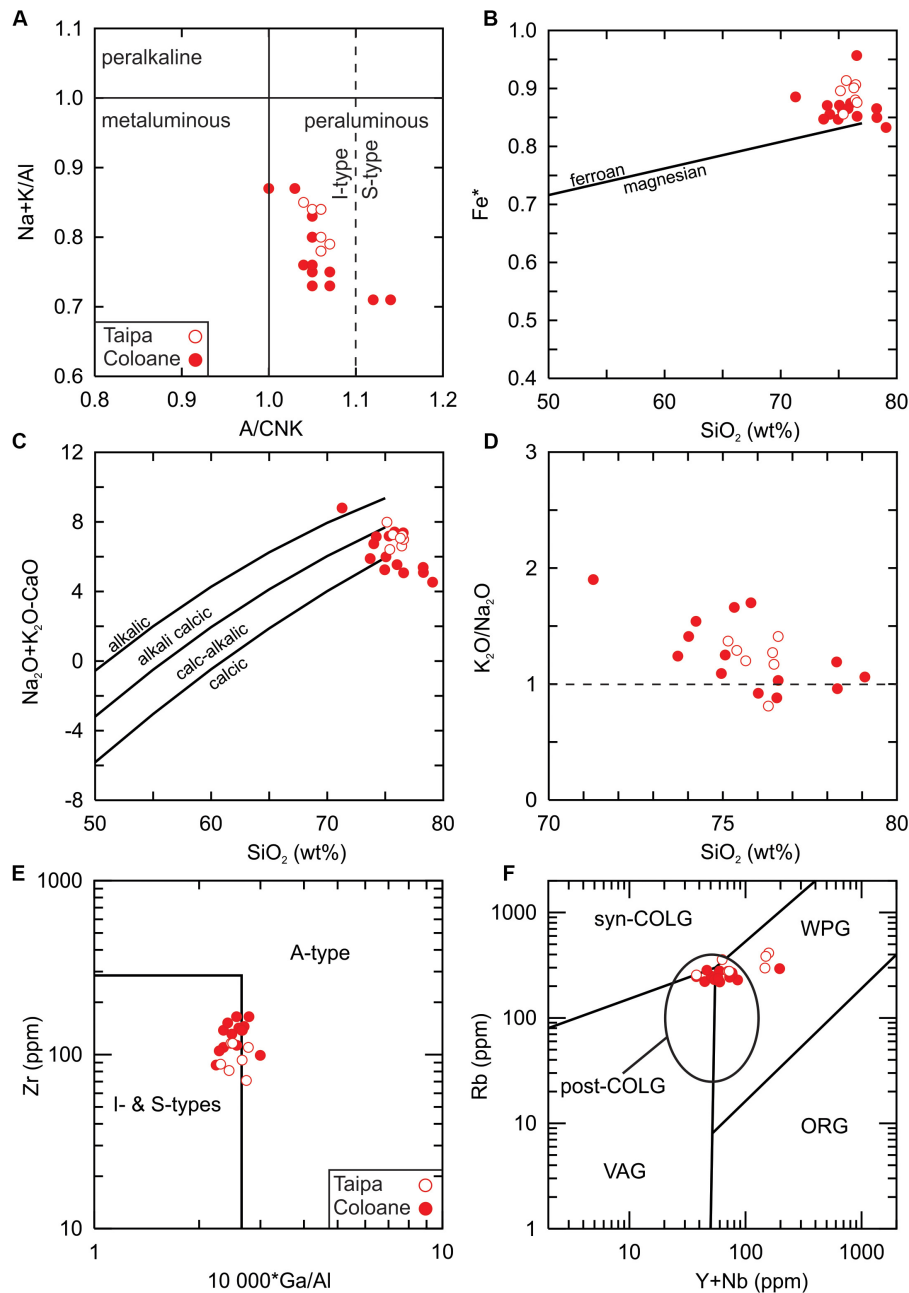 A
1.1
1.0
0.9
0.8
0.7
0.6
Na+K/Al
peralkaline
metaluminous
peraluminous
I-type
S-type
Taipa
Coloane
0.8
0.9
1.0
1.1
1.2
A/CNK
B
1.0
0.9
0.8
0.7
0.6
0.5
0.4
Fe*
ferroan
magnesian
50
60
70
80
SiO₂ (wt%)
C
12
8
4
0
-4
-8
Na₂O+K₂O-CaO
alkalic
alkali calcic
calc-alkalic
calcic
50
60
70
80
SiO₂ (wt%)
D
3
2
1
0
K₂O/Na₂O
70
75
80
SiO₂ (wt%)
E
1000
100
10
Zr (ppm)
A-type
I- & S-types
Taipa
Coloane
1
10
10 000*Ga/Al
F
1000
100
10
1
Rb (ppm)
syn-COLG
WPG
post-COLG
ORG
VAG
10
100
1000
Y+Nb (ppm)